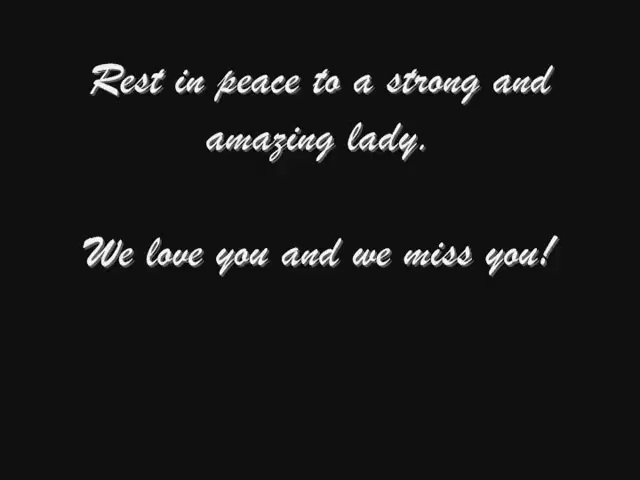 Rest in peace to a strong and
amazing lady.
We love you and we miss you!